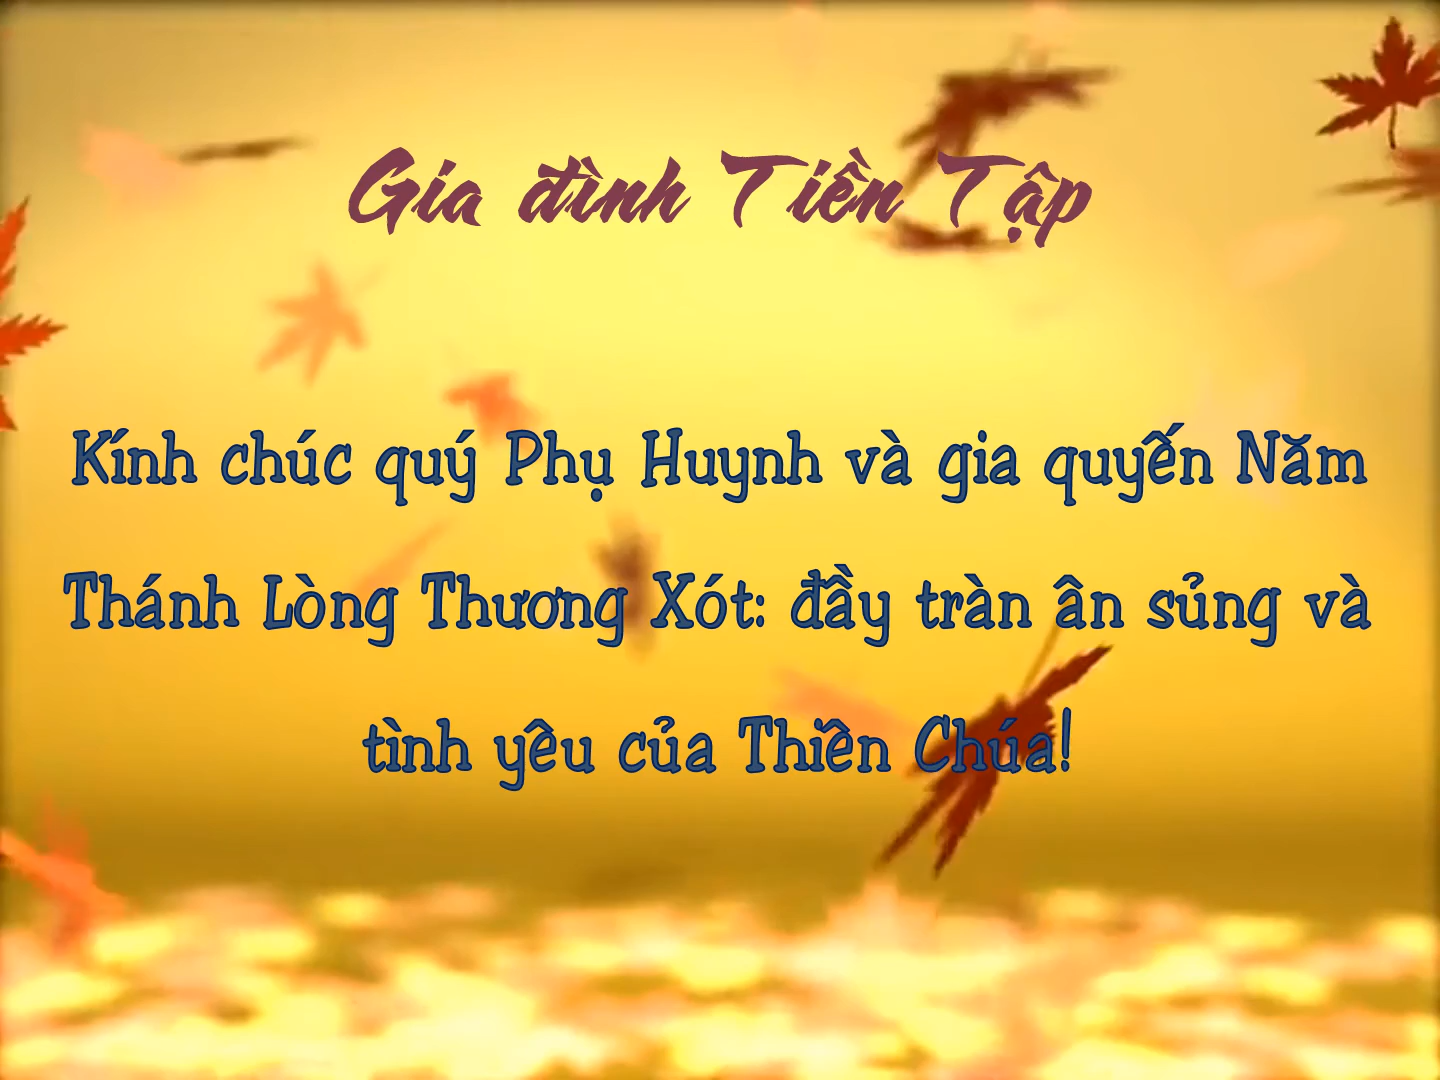 Gia đình Tiền Tập
Kính chúc quý Phụ Huynh và gia quyến Năm
Thánh Lòng Thương Xót: đầy tràn ân sủng và
tình yêu của Thiền Chúa!